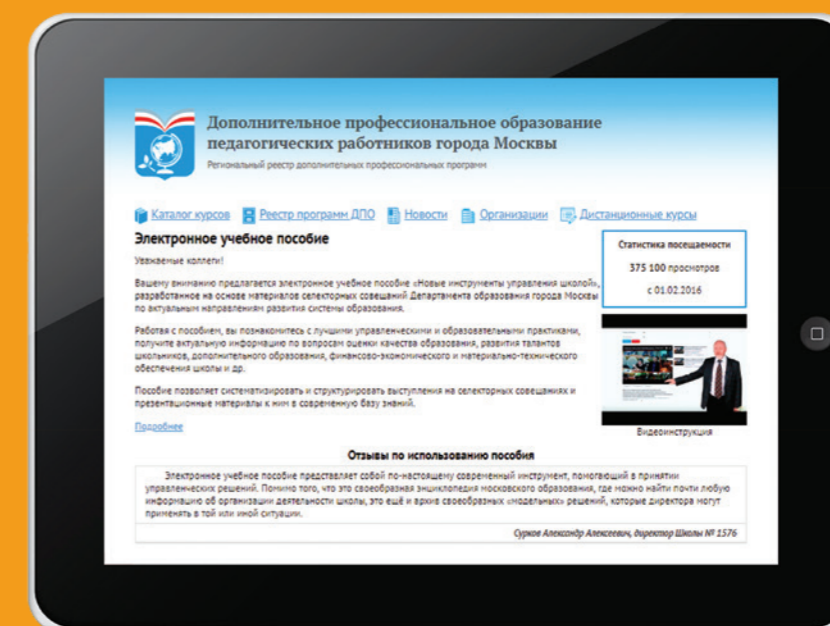 Дополнительное профессиональное образование
педагогических работников города Москвы
Региональный реестр дополнительных профессиональных программ
Каталог курсов Реестр программ ДПО Новости Организации Дистанционные курсы
Электронное учебное пособие
Уважаемые коллеги!
Вашему вниманию предлагается электронное учебное пособие «Новые инструменты управления школой»,
разработанное на основе материалов селекторных совещаний Департамента образования города Москвы
по актуальным направлениям развития системы образования.
Работая с пособием, вы познакомитесь с лучшими управленческими и образовательными практиками,
получите актуальную информацию по вопросам оценки качества образования, развития талантов
школьников, дополнительного образования, финансово-экономического и материально-технического
обеспечения школы и др.
Пособие позволяет систематизировать и структурировать выступления на селекторных совещаниях и
презентационные материалы к ним в современную базу знаний.
Подробнее
Статистика посещаемости
375 100 просмотров
с 01.02.2016
Видеоинструкция
Отзывы по использованию пособия
Электронное учебное пособие представляет собой по-настоящему современный инструмент, помогающий в принятии
управленческих решений. Помимо того, что это своеобразная энциклопедия московского образования, где можно найти почти любую
информацию об организации деятельности школы, это ещё и архив своеобразных «модельных» решений, которые директора могут
применять в той или иной ситуации.
Сурков Александр Алексеевич, директор Школы № 1576